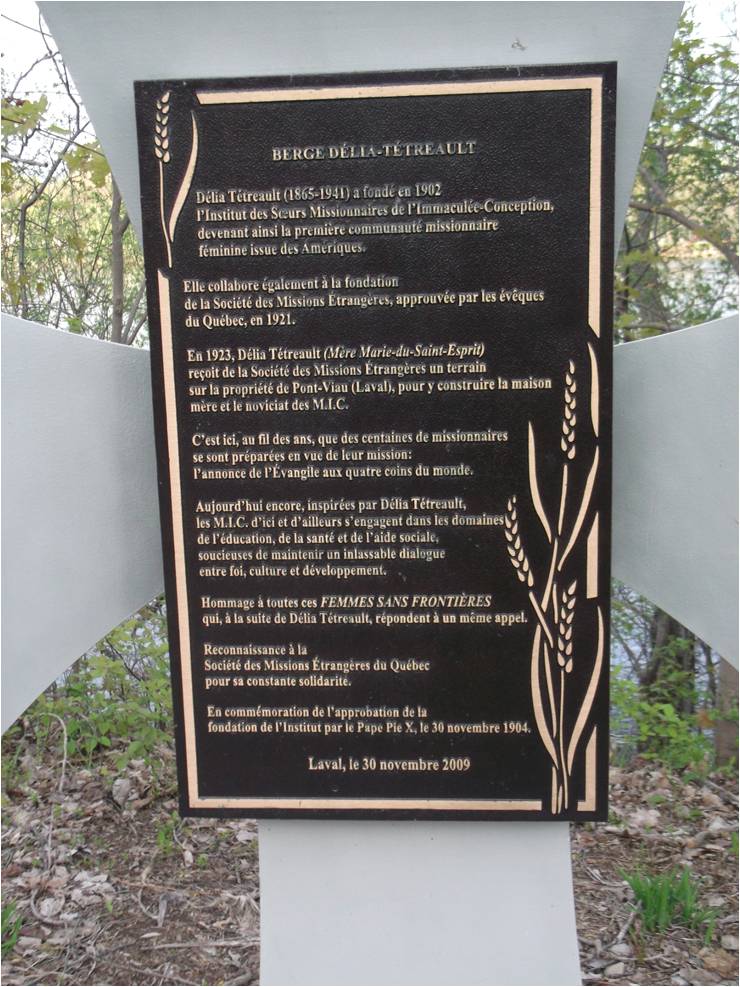 BERGE DÉLIA-TÉTREAULT
Délia Tétreault (1865-1941) a fondé en 1902
l'Institut des Sœurs Missionnaires de l'Immaculée-Conception,
devenant ainsi la première communauté missionnaire
féminine issue des Amériques.
Elle collabore également à la fondation
de la Société des Missions Étrangères, approuvée par les évêques
du Québec, en 1921.
En 1923, Délia Tétreault (Mère Marie-du-Saint-Esprit)
reçoit de la Société des Missions Étrangères un terrain
sur la propriété de Pont-Viau (Laval), pour y construire la maison
mère et le noviciat des M.I.C.
C'est ici, au fil des ans, que des centaines de missionnaires
se sont préparées en vue de leur mission:
l'annonce de l'Évangile aux quatre coins du monde.
Aujourd'hui encore, inspirées par Délia Tétreault,
les M.I.C. d'ici et d'ailleurs s'engagent dans les domaines
de l'éducation, de la santé et de l'aide sociale,
soucieuses de maintenir un inlassable dialogue
entre foi, culture et développement.
Hommage à toutes ces FEMMES SANS FRONTIÈRES
qui, à la suite de Délia Tétreault, répondent à un même appel.
Reconnaissance à la
Société des Missions Étrangères du Québec
pour sa constante solidarite.
En commémoration de l'approbation de la
fondation de l'Institut par le Pape Pie X, le 30 novembre 1904.
Laval, le 30 novembre 2009